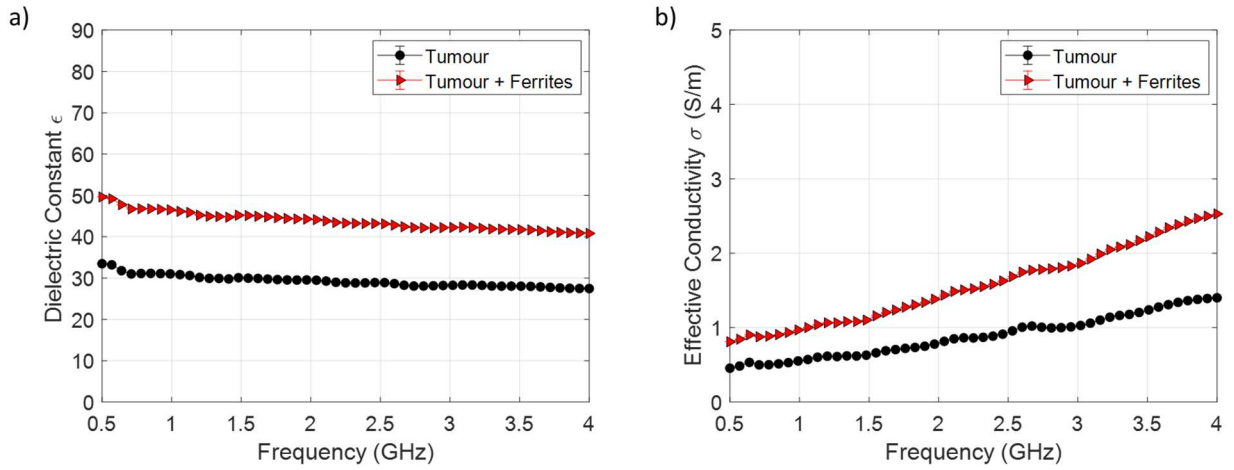 a)
90
80
70
60
50
40
30
20
10
0
Dielectric Constant ϵ
Tumour
Tumour + Ferrites
0.5 1 1.5 2 2.5 3 3.5 4
Frequency (GHz)
b)
5
4
3
2
1
0
Effective Conductivity σ (S/m)
Tumour
Tumour + Ferrites
0.5 1 1.5 2 2.5 3 3.5 4
Frequency (GHz)